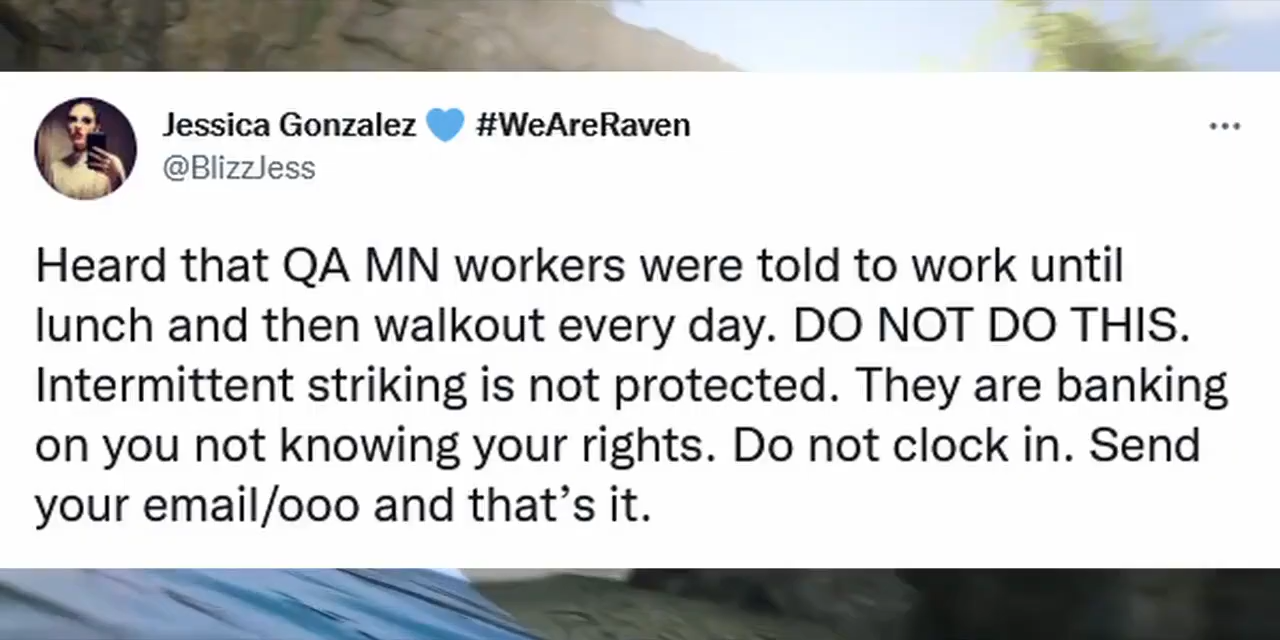 Jessica Gonzalez 💙 #WeAreRaven
@BlizzJess
Heard that QA MN workers were told to work until
lunch and then walkout every day. DO NOT DO THIS.
Intermittent striking is not protected. They are banking
on you not knowing your rights. Do not clock in. Send
your email/ooo and that’s it.